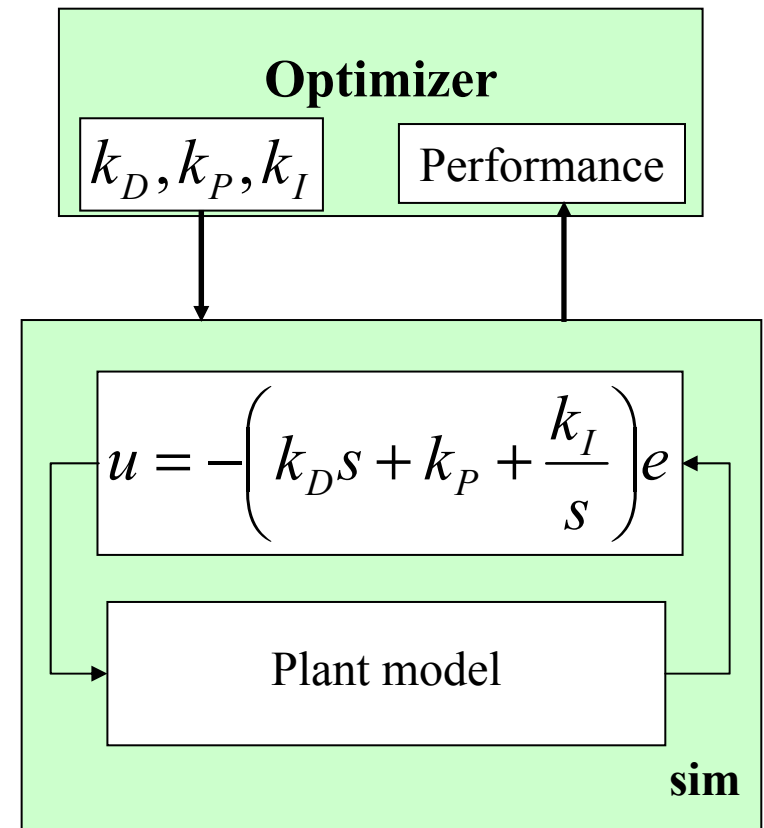 Optimizer
k_D, k_P, k_I
Performance
u = -( k_D s + k_P + k_I / s ) e
Plant model
sim